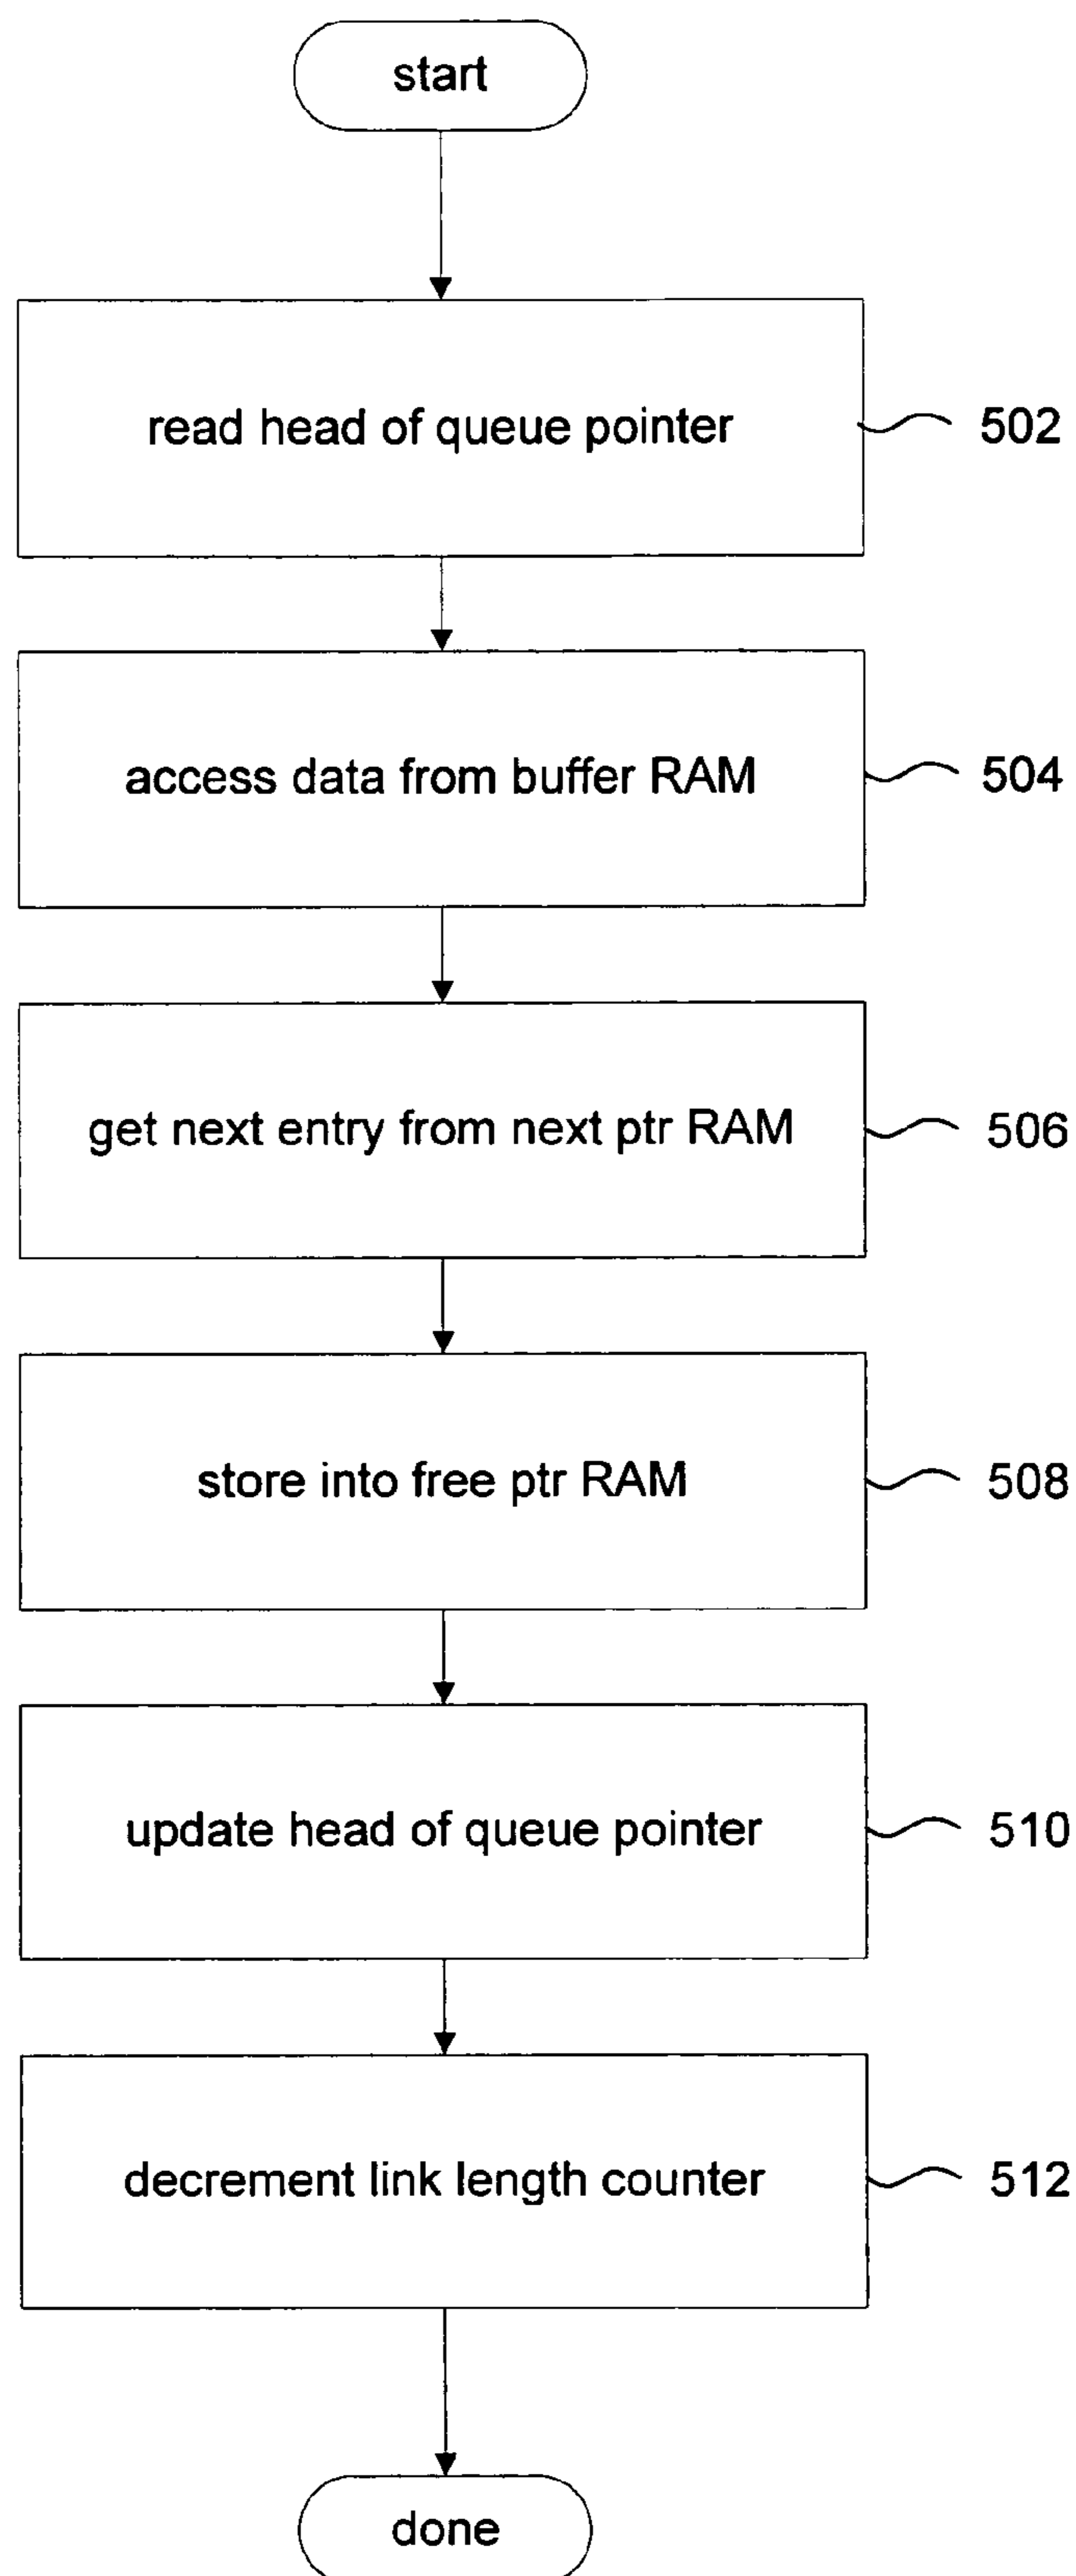 start
read head of queue pointer
502
access data from buffer RAM
504
get next entry from next ptr RAM
506
store into free ptr RAM
508
update head of queue pointer
510
decrement link length counter
512
done